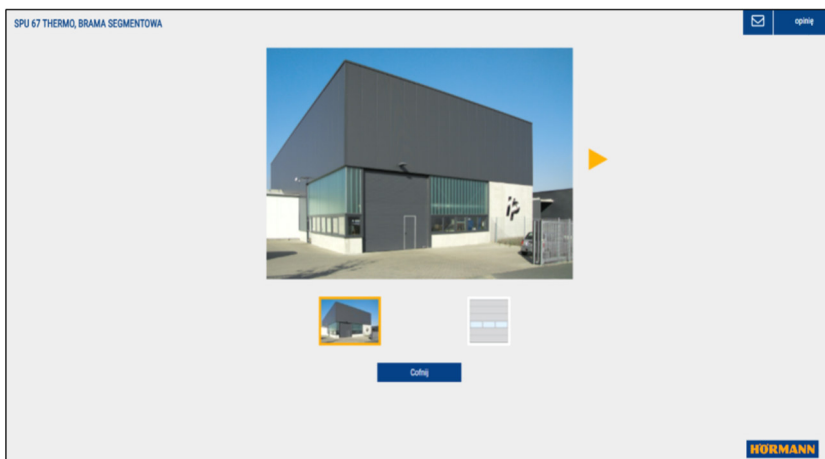 SPU 67 THERMO, BRAMA SEGMENTOWA
opinię
Cofnij
HÖRMANN